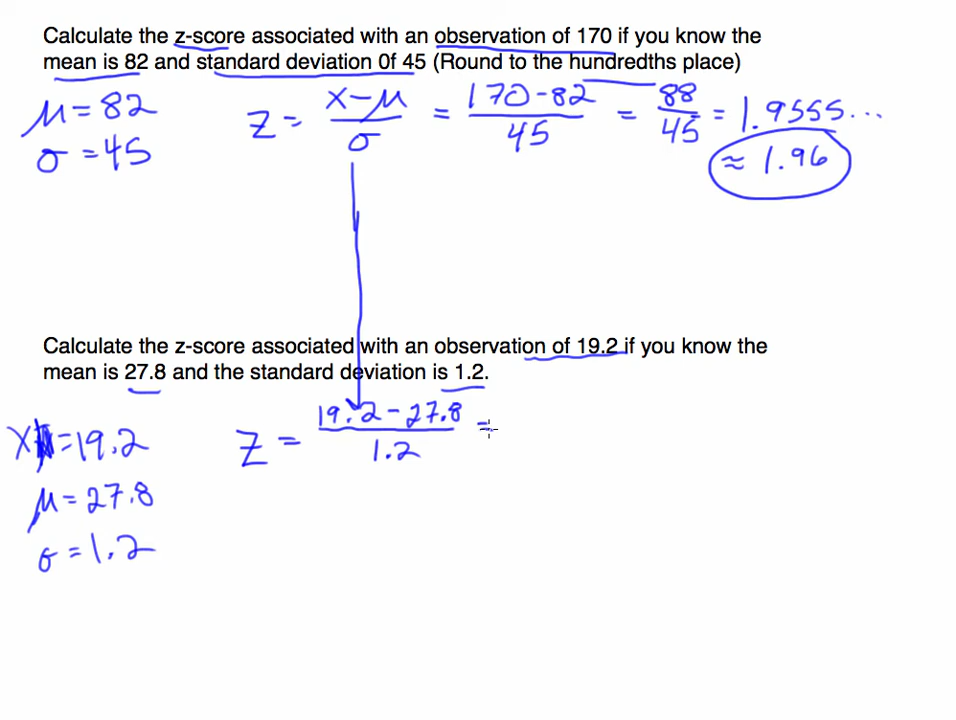 Calculate the z-score associated with an observation of 170 if you know the
mean is 82 and standard deviation 0f 45 (Round to the hundredths place)
μ = 82
σ = 45
z = x-μ/σ = 170-82/45 = 88/45 = 1.9555...
≈ 1.96
Calculate the z-score associated with an observation of 19.2 if you know the
mean is 27.8 and the standard deviation is 1.2.
x = 19.2
μ = 27.8
σ = 1.2
z = 19.2-27.8/1.2 =